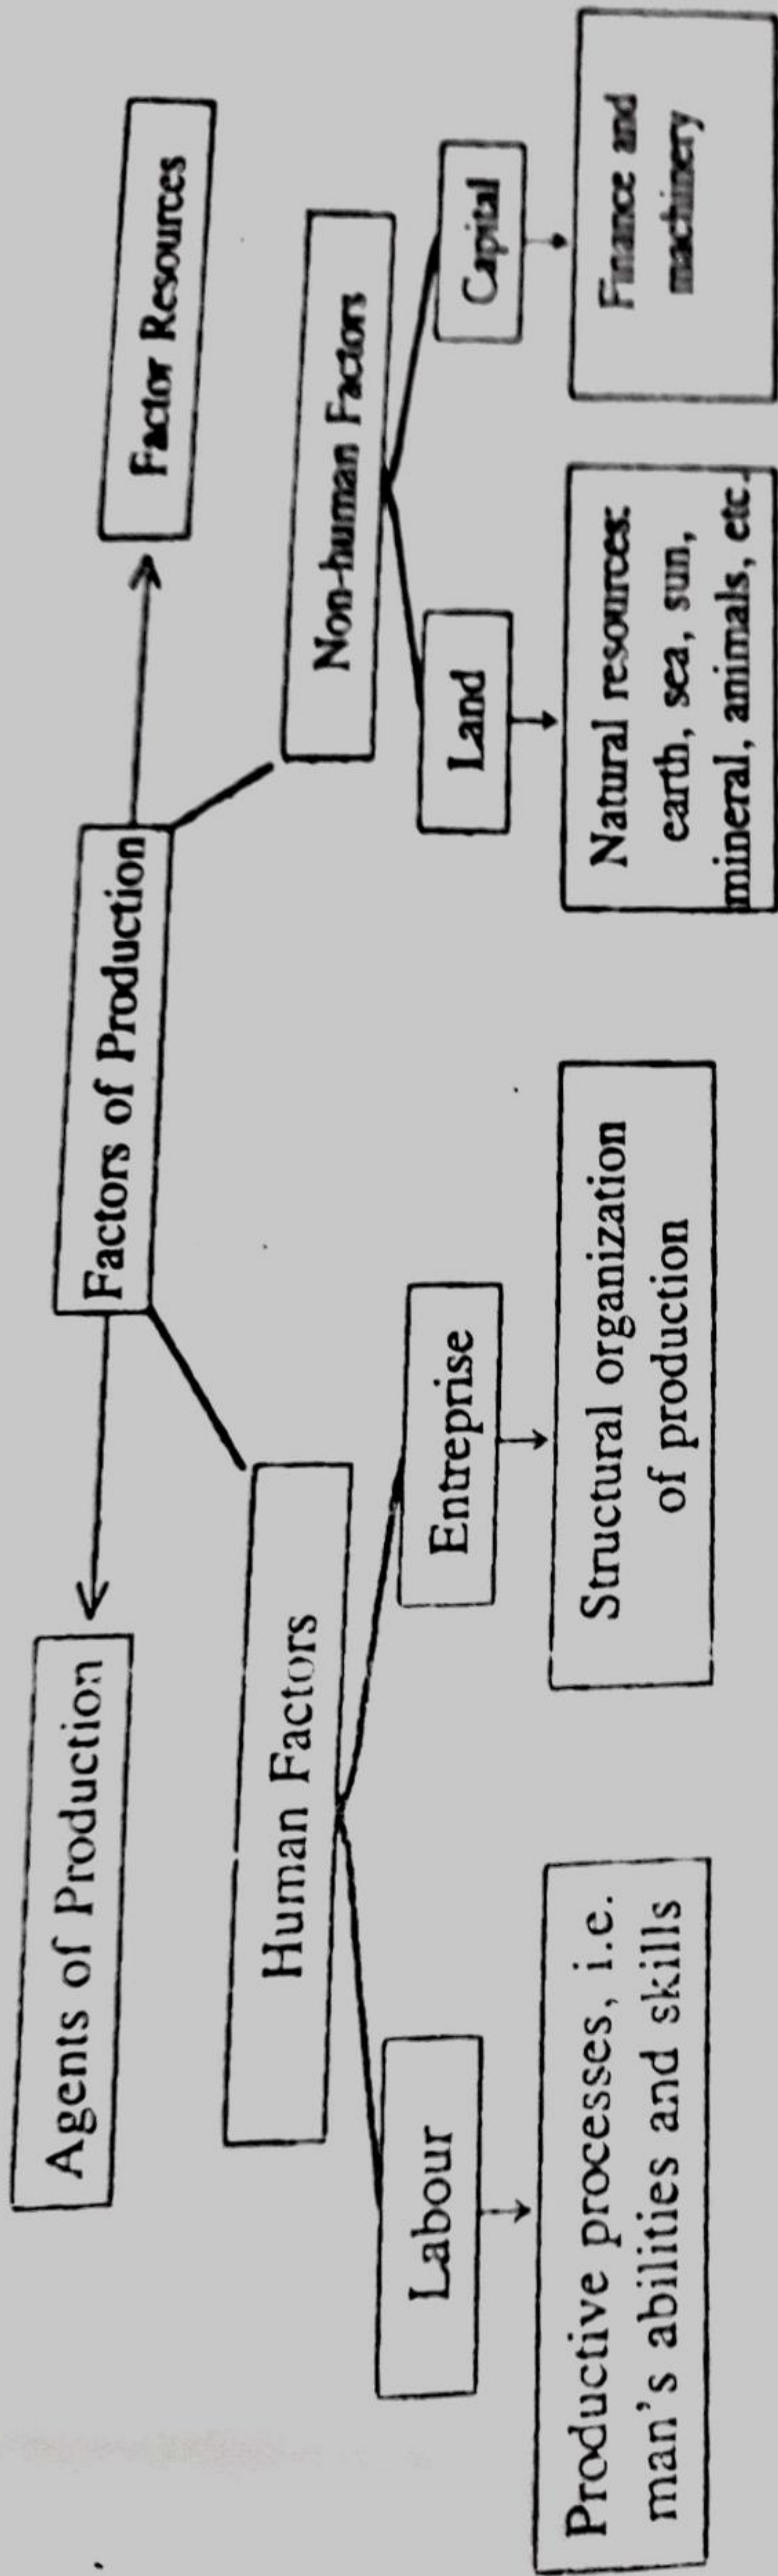 Agents of Production
Factors of Production
Factor Resources
Human Factors
Non-human Factors
Labour
Entreprise
Land
Capital
Productive processes, i.e.
man's abilities and skills
Structural organization
of production
Natural resources:
earth, sea, sun,
mineral, animals, etc.
Finance and
machinery